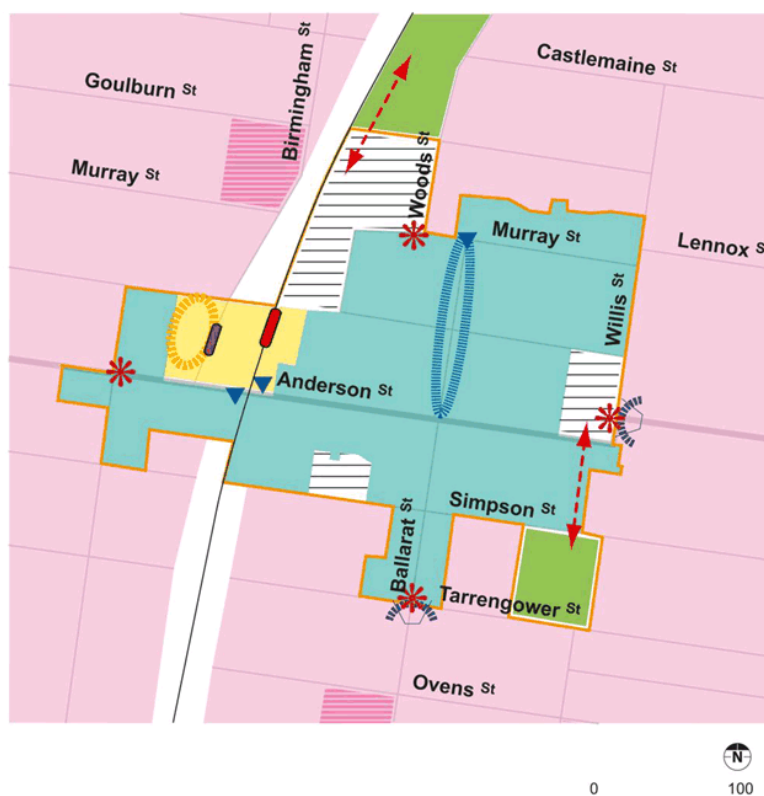 Castlemaine St
Goulburn St
Birmingham St
Murray St
Woods St
Murray St
Lennox S
Willis St
Anderson St
Simpson St
Ballarat St
Tarrengower St
Ovens St
N
0 100